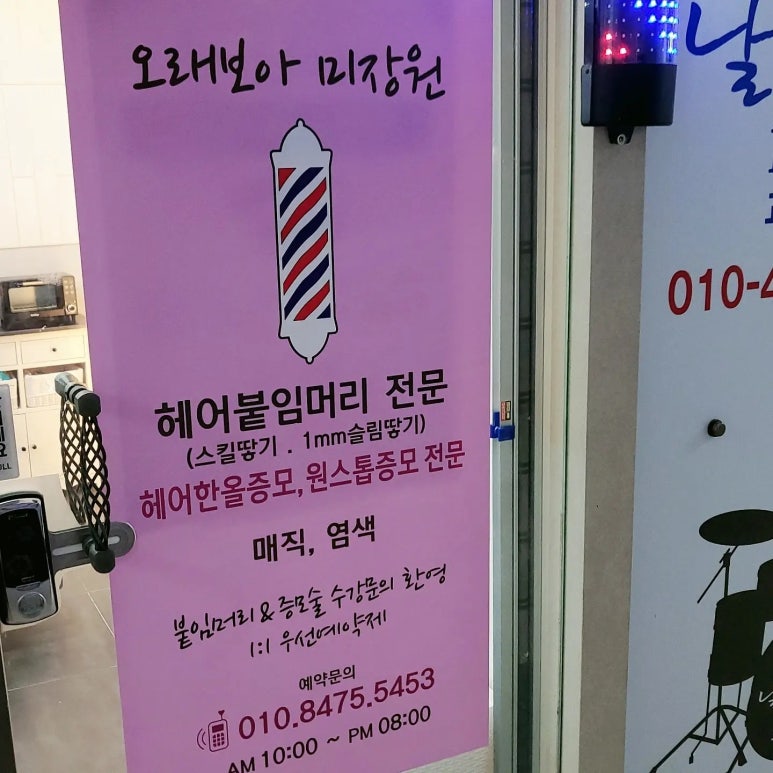 오래보아 미장원
헤어붙임머리 전문
(스킬땋기 . 1mm슬림땋기)
헤어한올증모, 원스톱증모 전문
매직, 염색
붙임머리 & 증모술 수강문의 환영
1:1 우선예약제
예약문의
010.8475.5453
AM 10:00 ~ PM 08:00
날
010-4